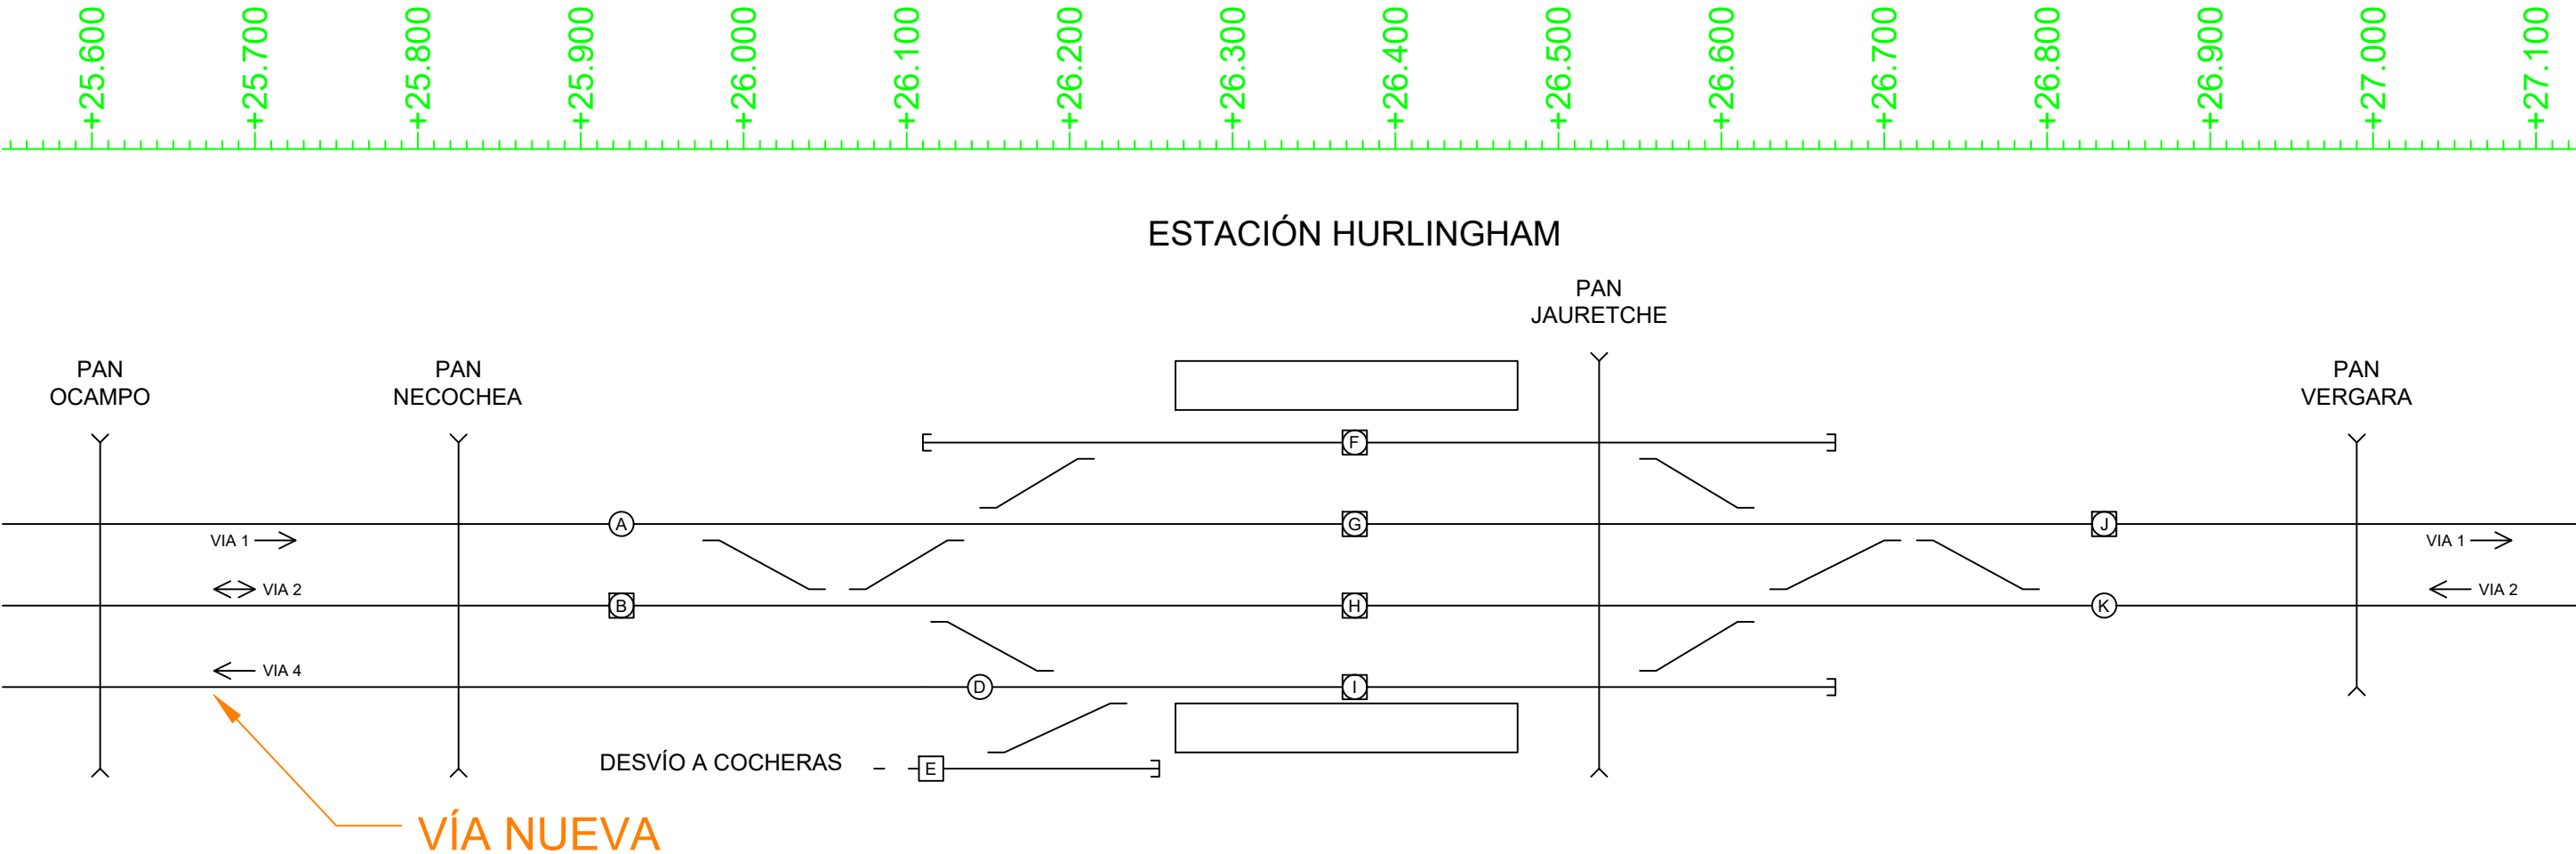 +25.600 +25.700 +25.800 +25.900 +26.000 +26.100 +26.200 +26.300 +26.400 +26.500 +26.600 +26.700 +26.800 +26.900 +27.000 +27.100
ESTACIÓN HURLINGHAM
PAN
JAURETCHE
PAN
OCAMPO
PAN
NECOCHEA
PAN
VERGARA
F
A
G
J
VIA 1
VIA 1
VIA 2
VIA 2
B
H
K
VIA 4
D
I
DESVÍO A COCHERAS
E
VÍA NUEVA